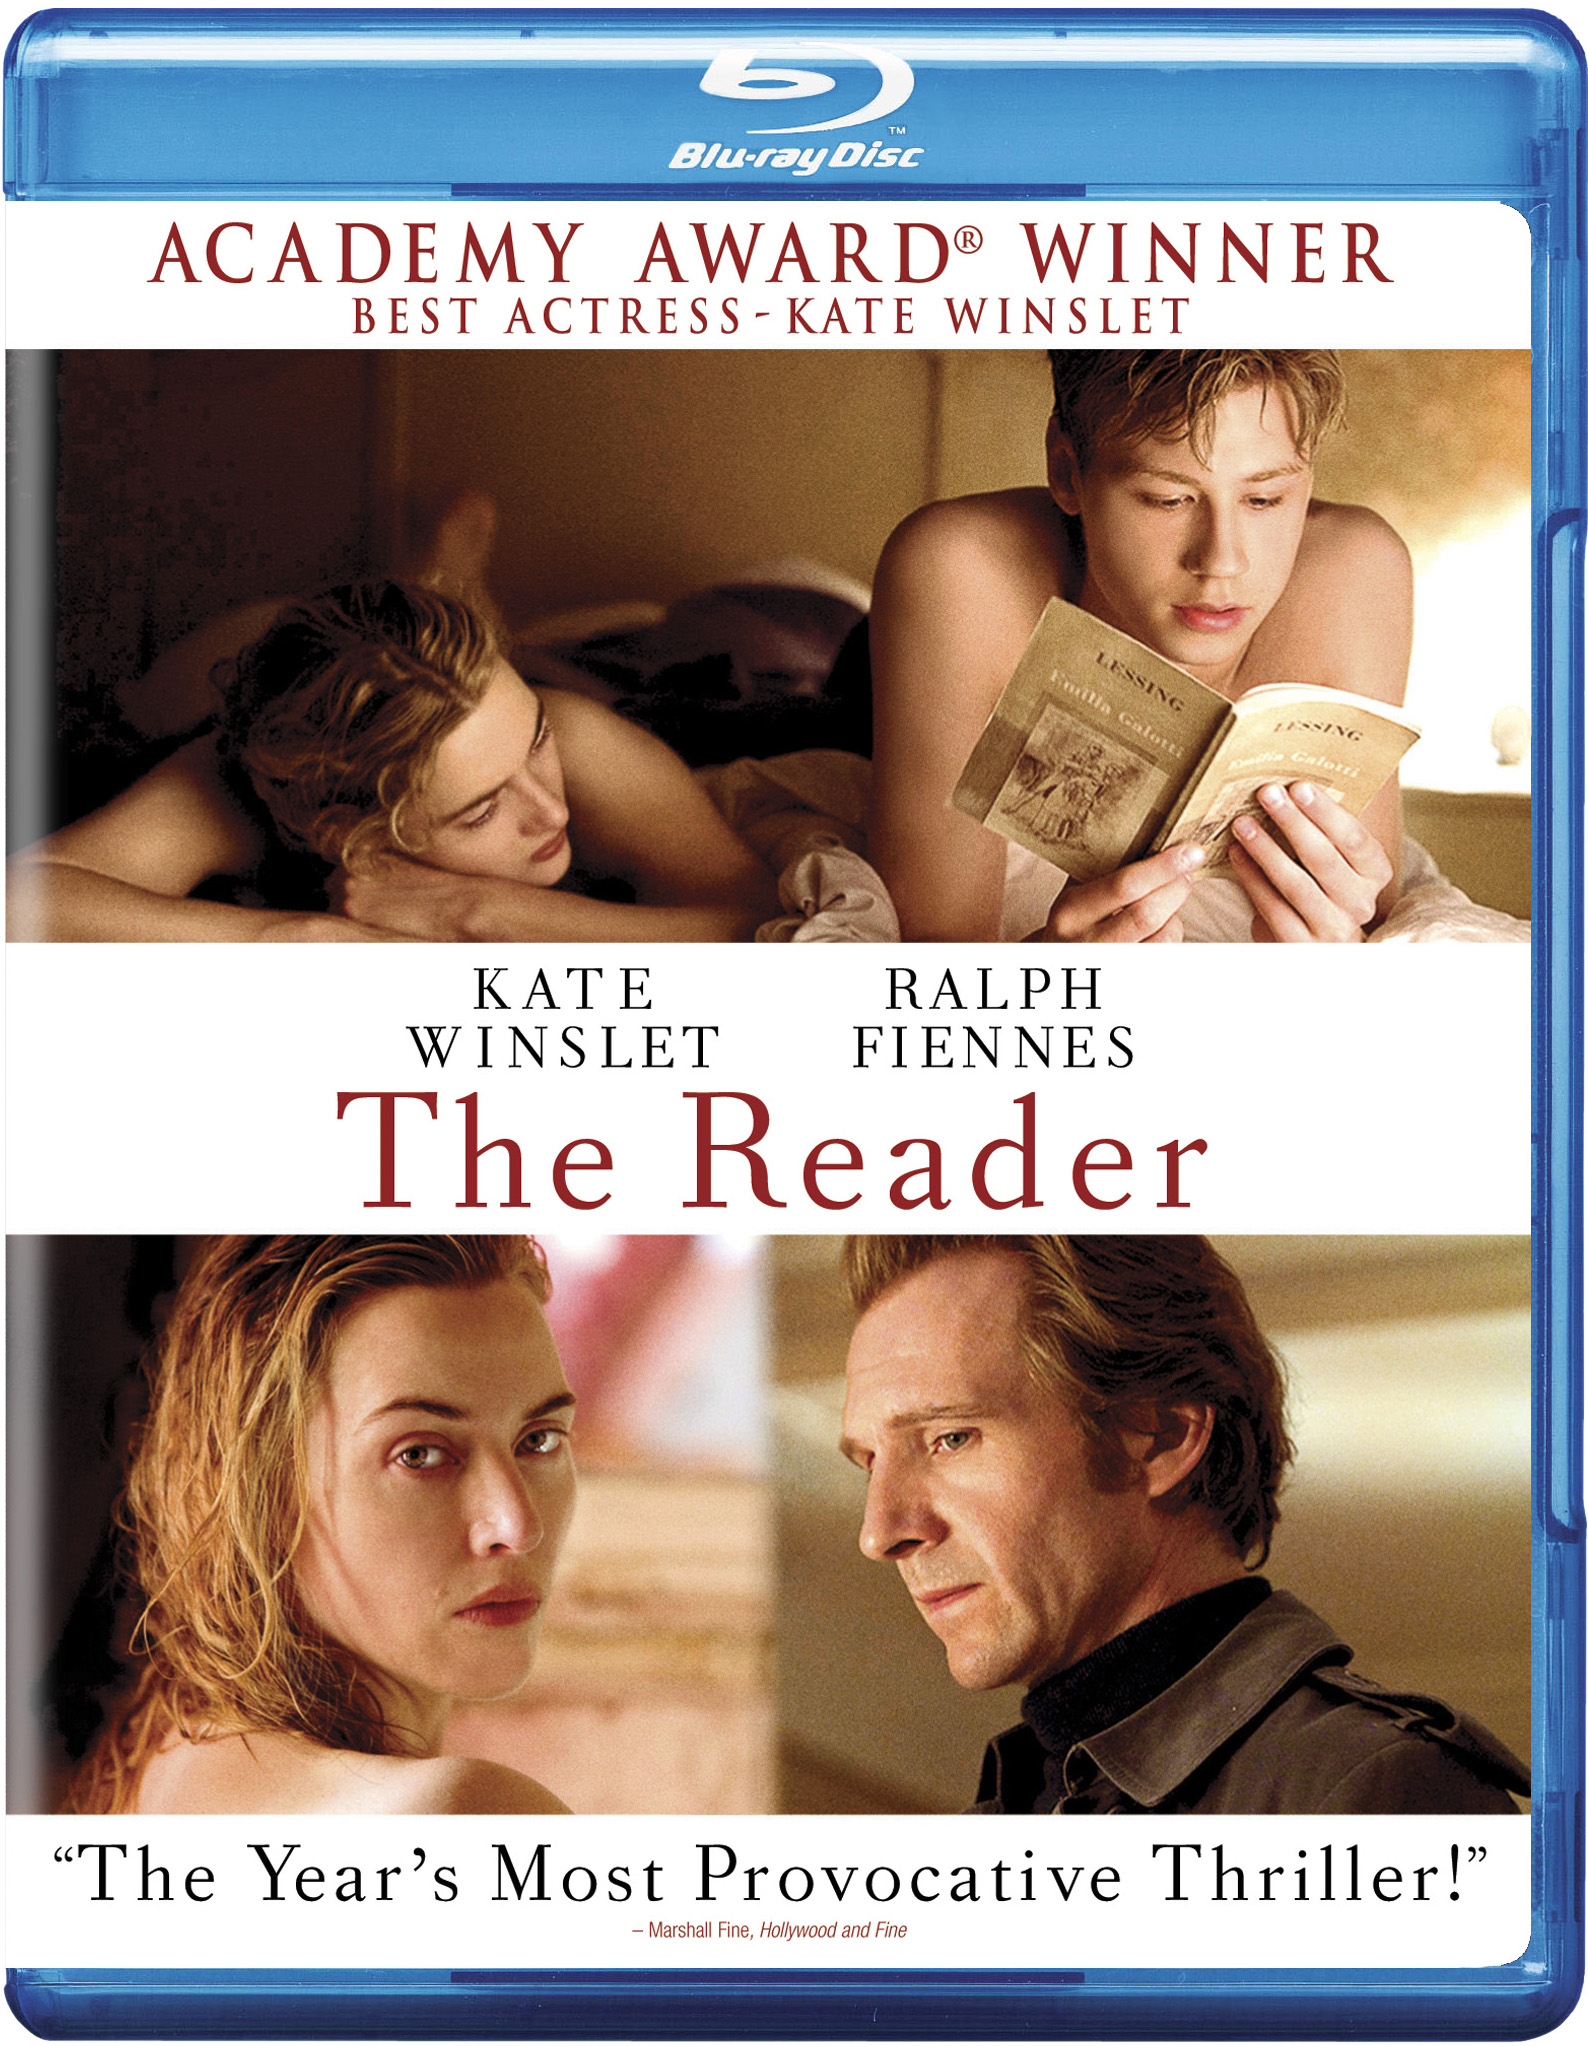 Blu-ray Disc™
ACADEMY AWARD® WINNER
BEST ACTRESS - KATE WINSLET
LESSING
Emilia Galotti
LESSING
Emilia Galotti
KATE WINSLET
RALPH FIENNES
The Reader
“The Year’s Most Provocative Thriller!”
– Marshall Fine, Hollywood and Fine